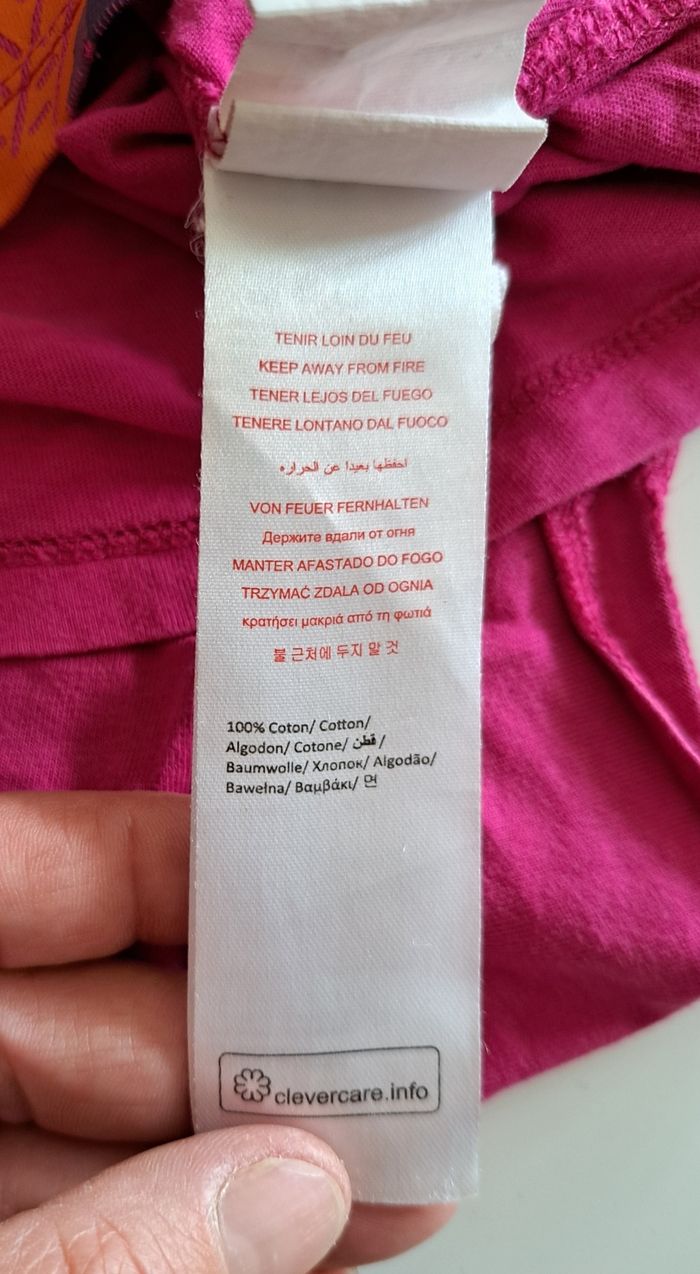 TENIR LOIN DU FEU
KEEP AWAY FROM FIRE
TENER LEJOS DEL FUEGO
TENERE LONTANO DAL FUOCO
احفظها بعيدا عن الحراره
VON FEUER FERNHALTEN
Держите вдали от огня
MANTER AFASTADO DO FOGO
TRZYMAĆ ZDALA OD OGNIA
κρατήσει μακριά από τη φωτιά
불 근처에 두지 말 것
100% Coton/ Cotton/
Algodon/ Cotone/ قطن /
Baumwolle/ Хлопок/ Algodão/
Bawełna/ Βαμβάκι/ 면
clevercare.info